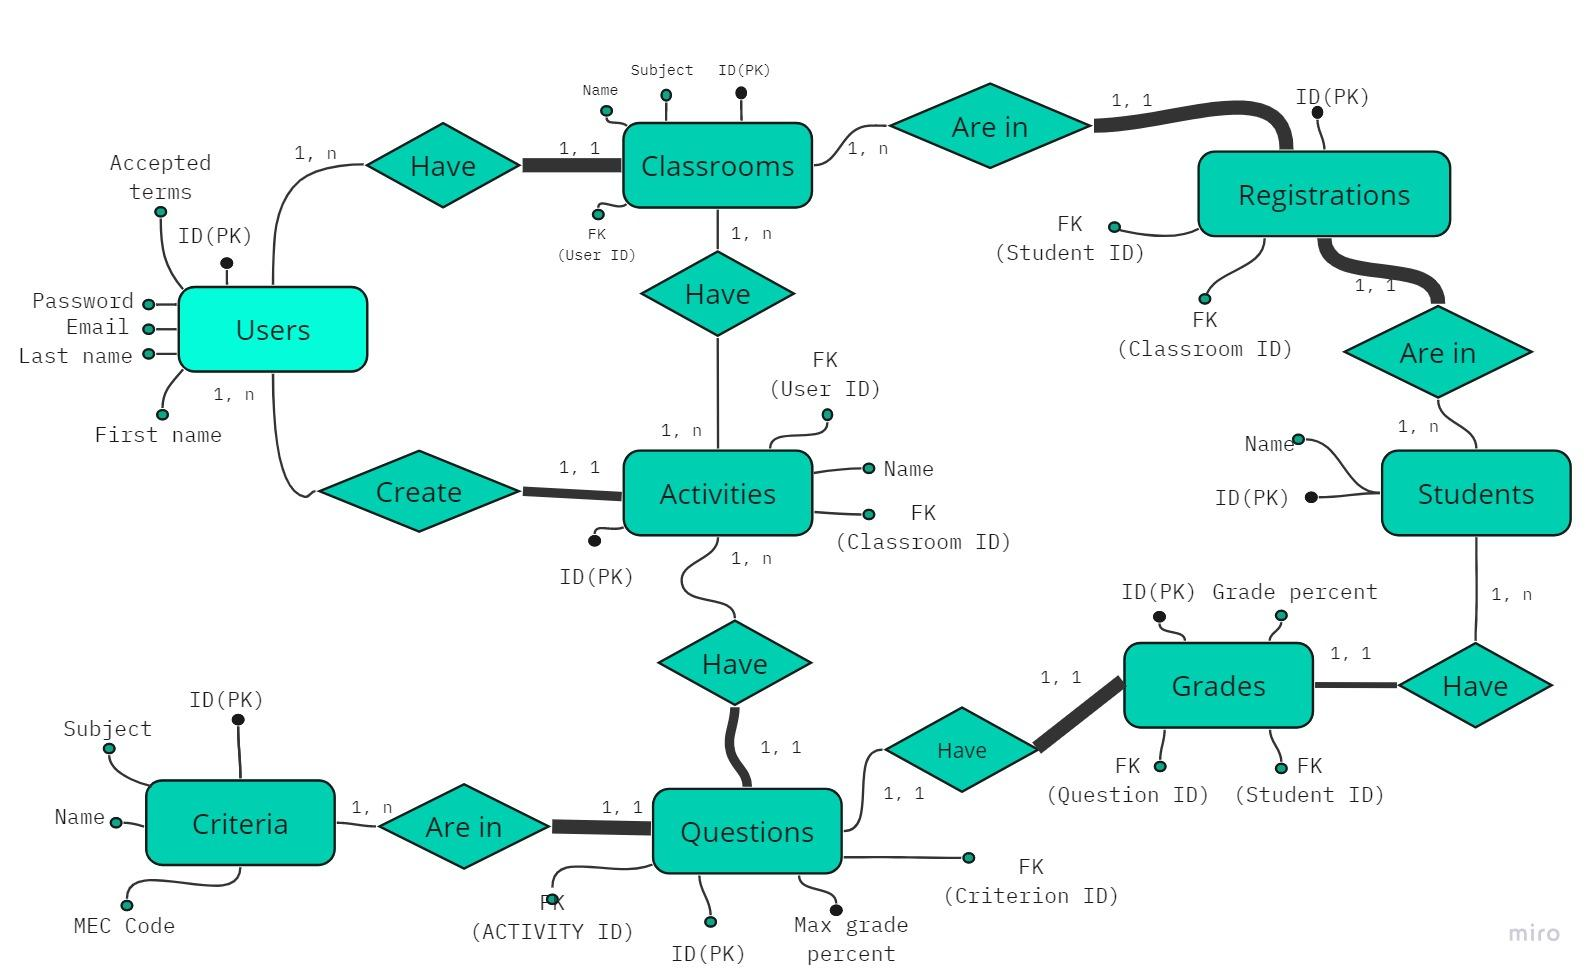 Subject
ID(PK)
Name
Classrooms
FK
(User ID)
1, 1
Have
1, n
Are in
1, n
1, 1
ID(PK)
Registrations
FK
(Student ID)
FK
(Classroom ID)
1, 1
Are in
1, n
Accepted
terms
ID(PK)
Password
Email
Last name
First name
Users
1, n
1, n
Have
1, n
FK
(User ID)
Name
FK
(Classroom ID)
Activities
ID(PK)
1, 1
Create
1, n
Have
1, 1
Name
ID(PK)
Students
1, n
Have
1, 1
ID(PK)
Grade percent
Grades
FK
(Question ID)
FK
(Student ID)
1, 1
Have
1, 1
ID(PK)
Subject
Name
Criteria
MEC Code
1, n
Are in
1, 1
Questions
FK
(ACTIVITY ID)
ID(PK)
Max grade
percent
FK
(Criterion ID)
miro